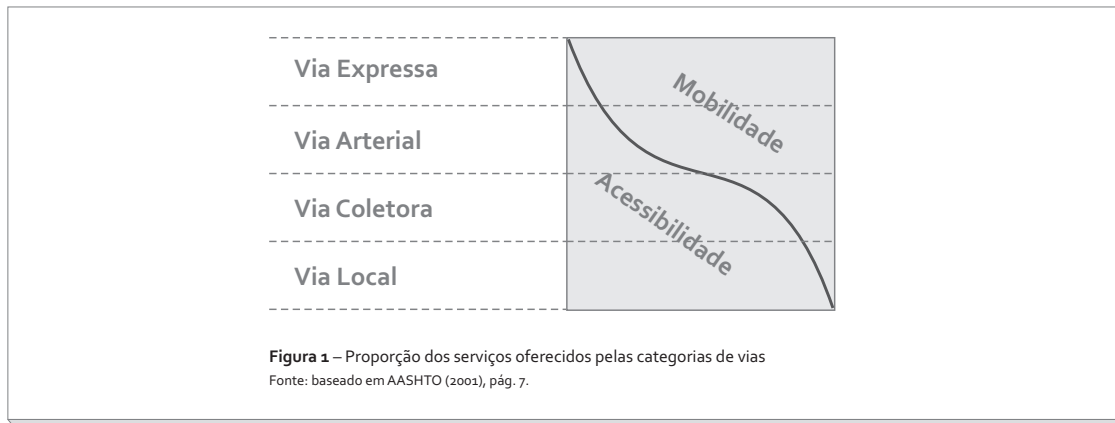 Via Expressa
Mobilidade
Via Arterial
Acessibilidade
Via Coletora
Via Local
Figura 1 – Proporção dos serviços oferecidos pelas categorias de vias
Fonte: baseado em AASHTO (2001), pág. 7.